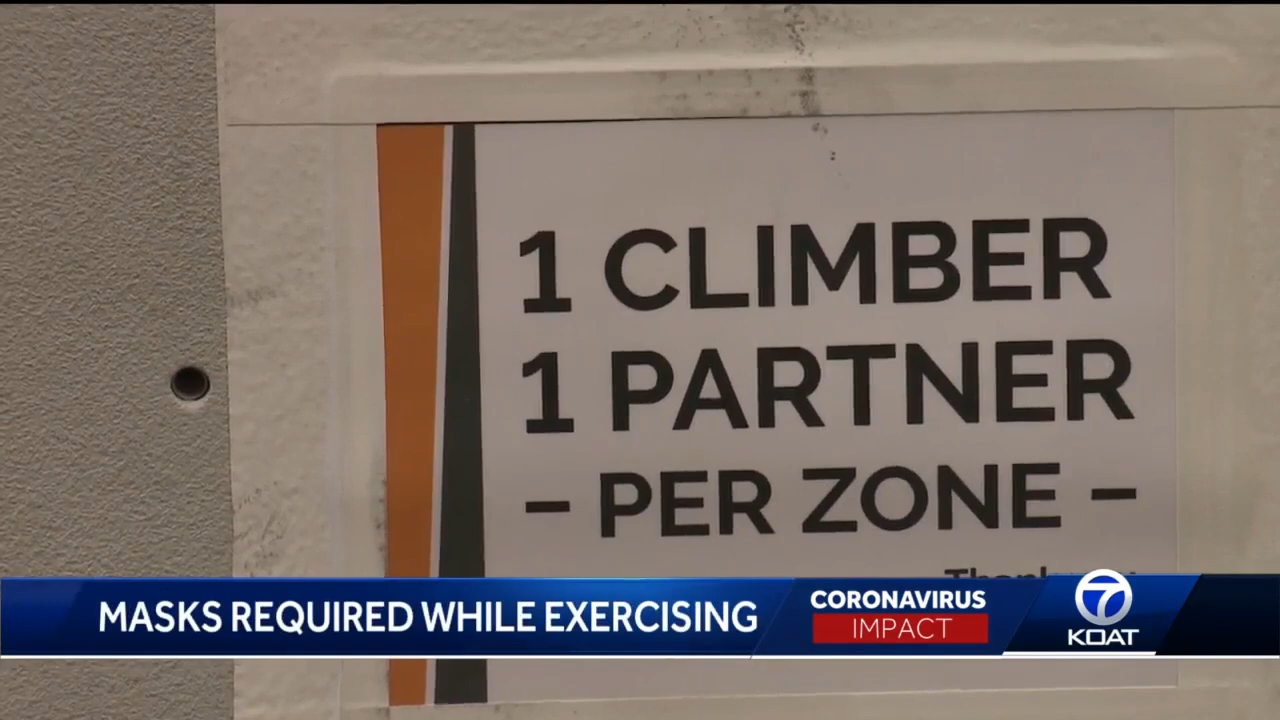 1 CLIMBER
1 PARTNER
- PER ZONE -
MASKS REQUIRED WHILE EXERCISING
CORONAVIRUS
IMPACT
7
KOAT